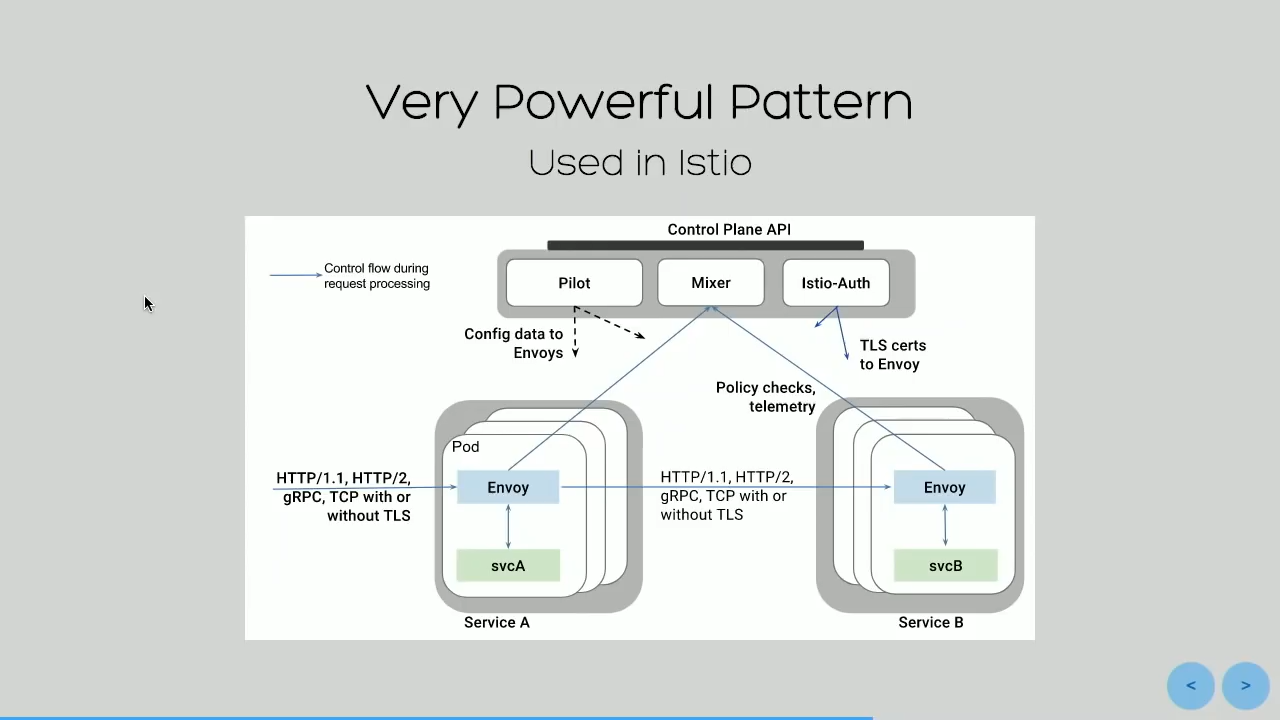 Very Powerful Pattern
Used in Istio
Control Plane API
Control flow during
request processing
Pilot
Mixer
Istio-Auth
Config data to
Envoys
TLS certs
to Envoy
Policy checks,
telemetry
Pod
HTTP/1.1, HTTP/2,
gRPC, TCP with or
without TLS
Envoy
svcA
Service A
HTTP/1.1, HTTP/2,
gRPC, TCP with or
without TLS
Envoy
svcB
Service B
< >